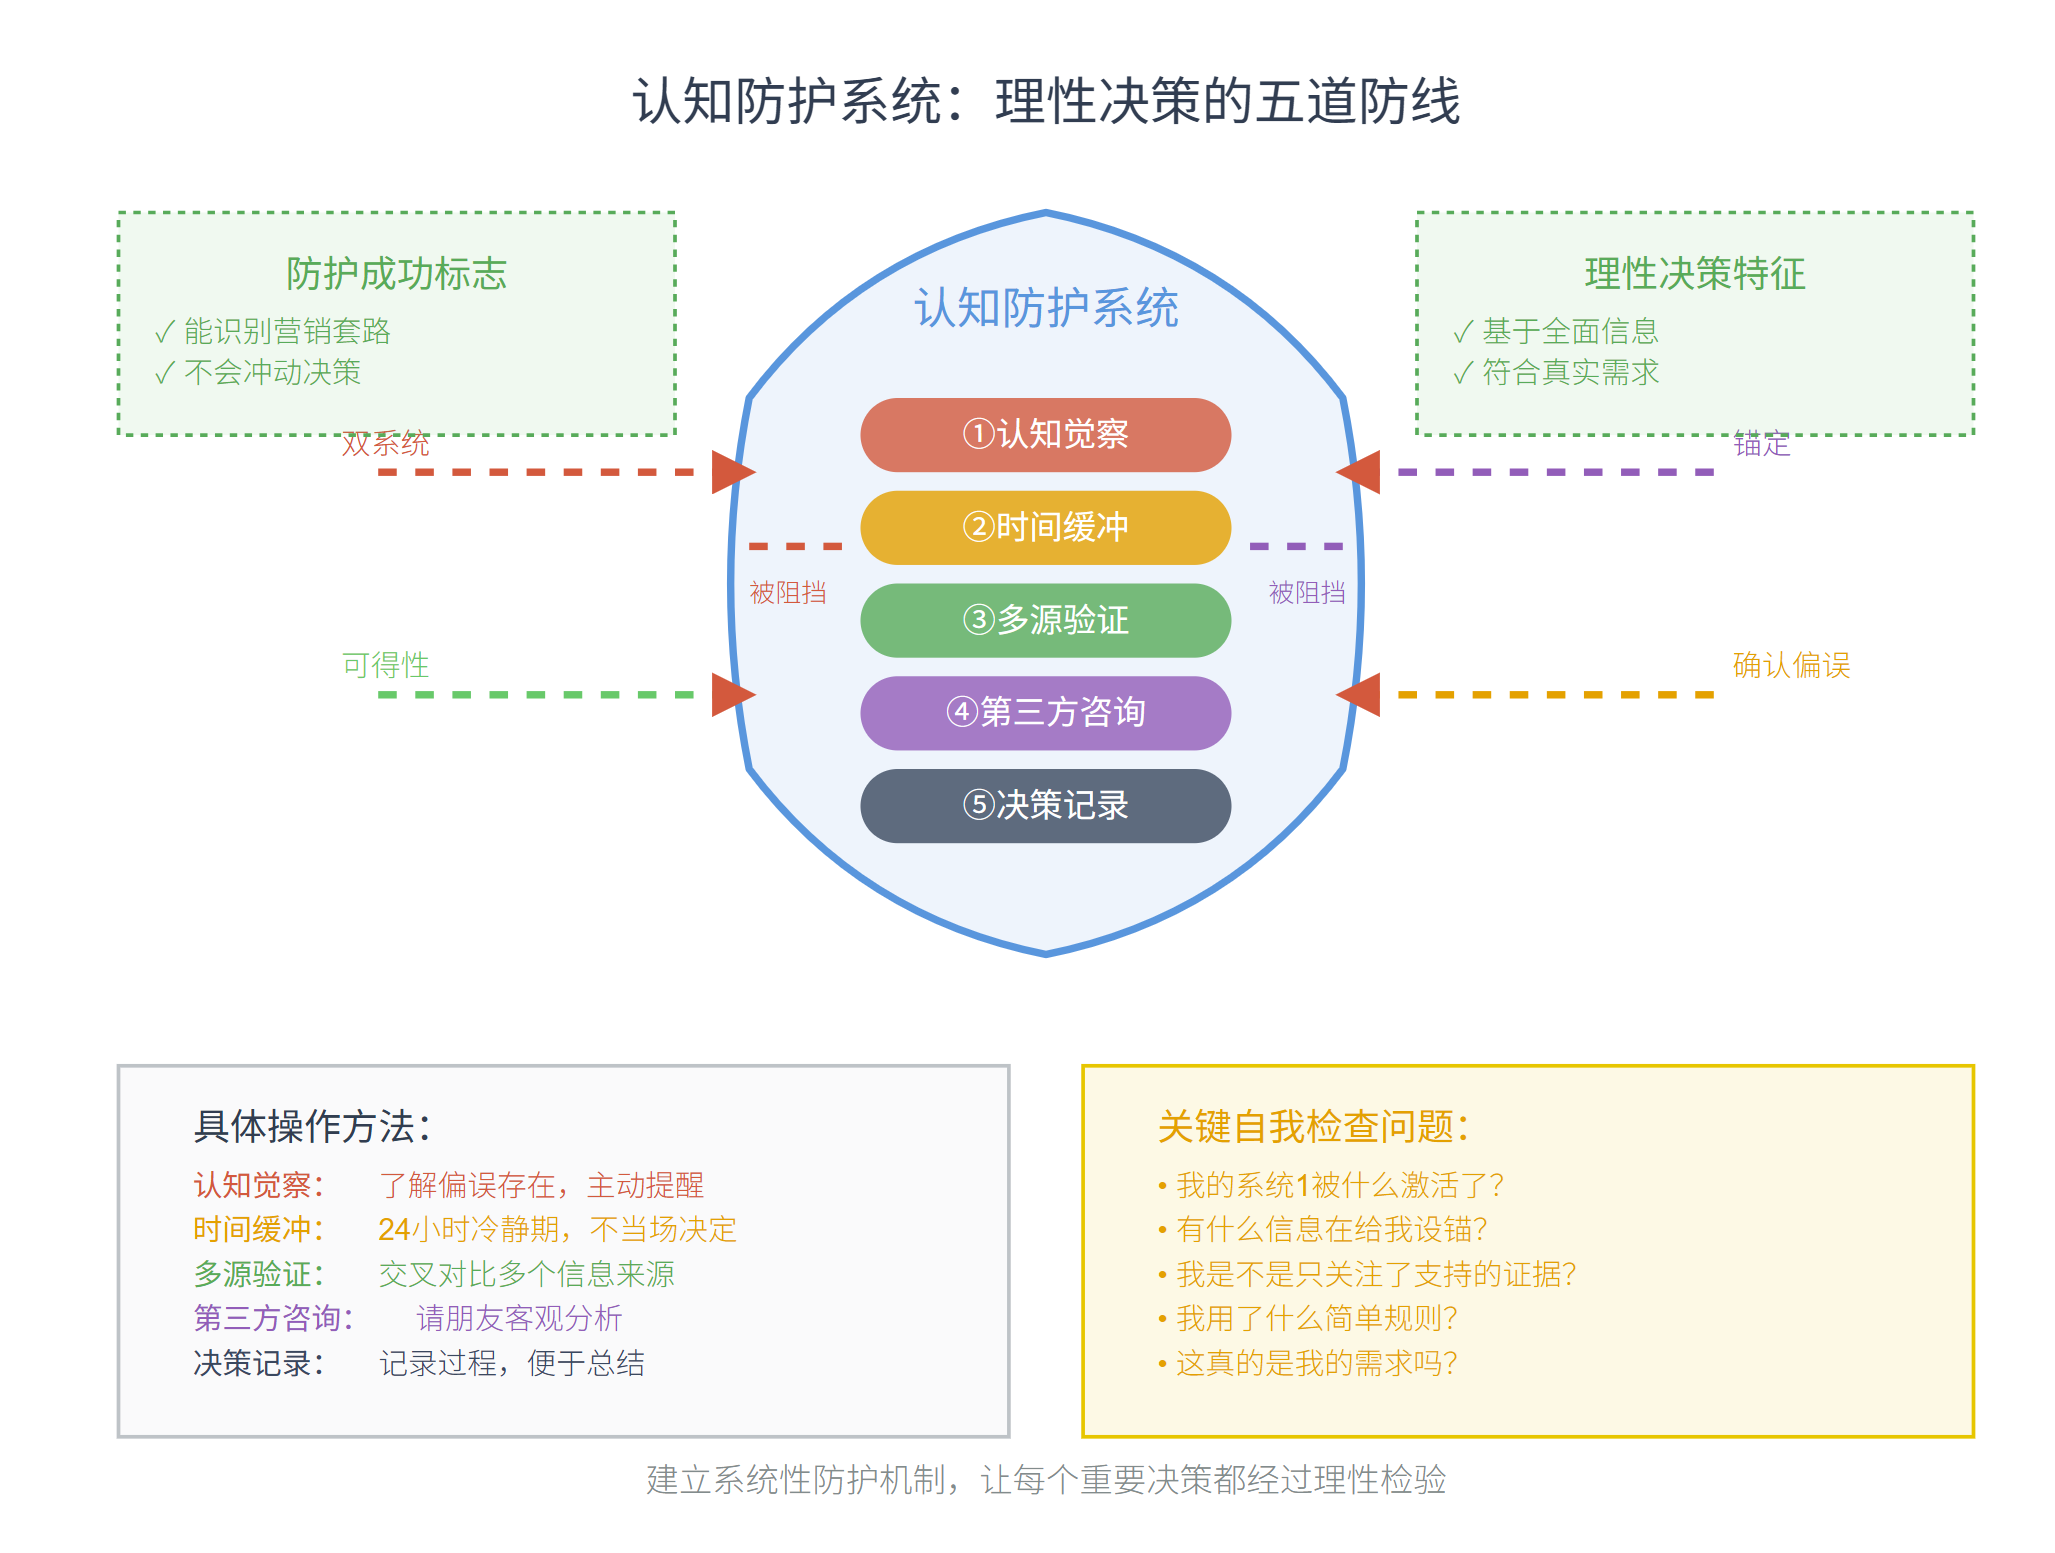 认知防护系统：理性决策的五道防线
防护成功标志
✓ 能识别营销套路
✓ 不会冲动决策
理性决策特征
✓ 基于全面信息
✓ 符合真实需求
认知防护系统
①认知觉察
②时间缓冲
③多源验证
④第三方咨询
⑤决策记录
双系统
锚定
被阻挡
被阻挡
可得性
确认偏误
具体操作方法：
认知觉察： 了解偏误存在，主动提醒
时间缓冲： 24小时冷静期，不当场决定
多源验证： 交叉对比多个信息来源
第三方咨询： 请朋友客观分析
决策记录： 记录过程，便于总结
关键自我检查问题：
• 我的系统1被什么激活了？
• 有什么信息在给我设锚？
• 我是不是只关注了支持的证据？
• 我用了什么简单规则？
• 这真的是我的需求吗？
建立系统性防护机制，让每个重要决策都经过理性检验